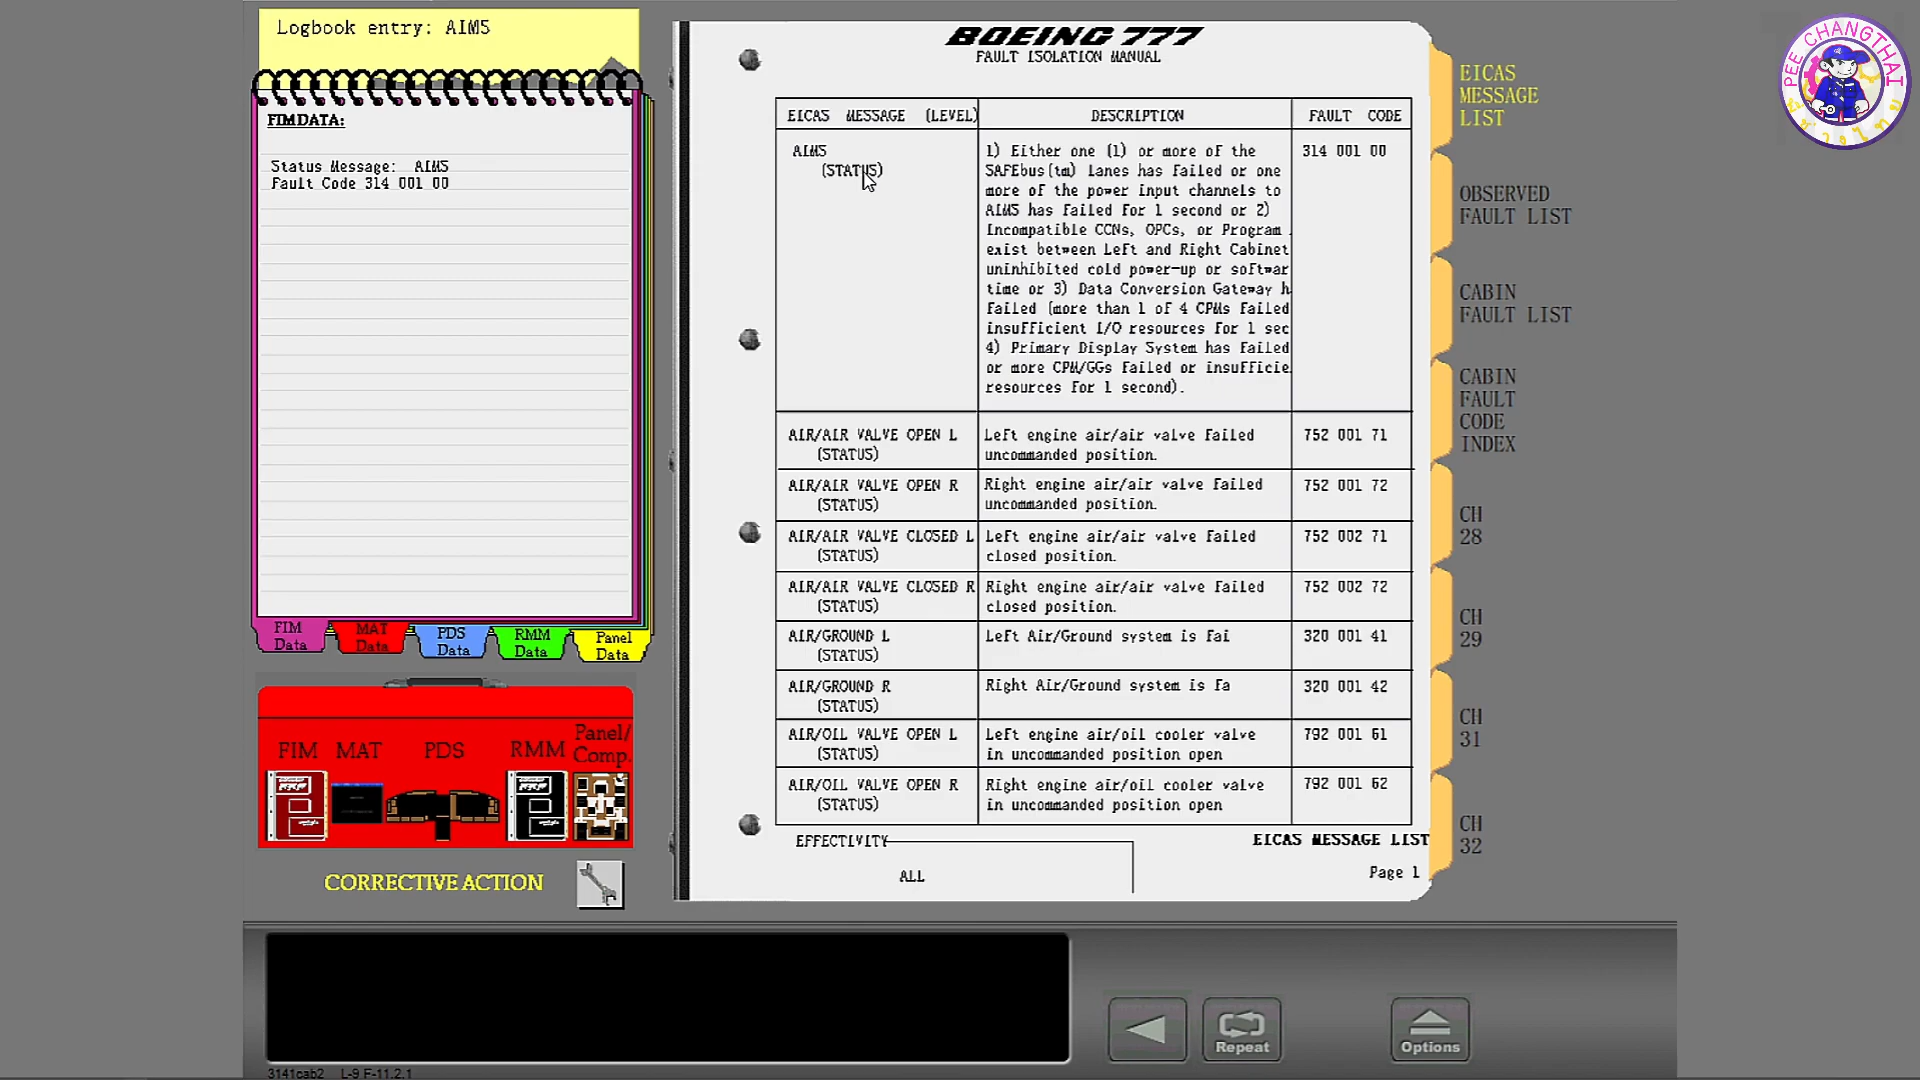 Logbook entry: AIMS
FIMDATA:
Status Message: AIMS
Fault Code 314 001 00
FIM Data
MAT Data
PDS Data
RMM Data
Panel Data
FIM
MAT
PDS
RMM
Panel/
Comp.
CORRECTIVE ACTION
BOEING 777
FAULT ISOLATION MANUAL
EICAS MESSAGE (LEVEL) DESCRIPTION FAULT CODE
AIMS 1) Either one (1) or more of the 314 001 00
(STATUS) SAFEbus(tm) Lanes has Failed or one
more of the power input channels to
AIMS has Failed For 1 second or 2)
Incompatible CCNs, OPCs, or Program
exist between Left and Right Cabinet
uninhibited cold power-up or softwar
time or 3) Data Conversion Gateway h
Failed (more than 1 of 4 CPMs Failed
insufficient I/O resources For 1 sec
4) Primary Display System has Failed
or more CPM/GGs Failed or insufficie
resources For 1 second).
AIR/AIR VALVE OPEN L Left engine air/air valve Failed 752 001 71
(STATUS) uncommanded position.
AIR/AIR VALVE OPEN R Right engine air/air valve Failed 752 001 72
(STATUS) uncommanded position.
AIR/AIR VALVE CLOSED L Left engine air/air valve Failed 752 002 71
(STATUS) closed position.
AIR/AIR VALVE CLOSED R Right engine air/air valve Failed 752 002 72
(STATUS) closed position.
AIR/GROUND L Left Air/Ground system is Fai 320 001 41
(STATUS)
AIR/GROUND R Right Air/Ground system is Fa 320 001 42
(STATUS)
AIR/OIL VALVE OPEN L Left engine air/oil cooler valve 792 001 61
(STATUS) in uncommanded position open
AIR/OIL VALVE OPEN R Right engine air/oil cooler valve 792 001 62
(STATUS) in uncommanded position open
EFFECTIVITY
ALL
EICAS MESSAGE LIST
Page 1
EICAS
MESSAGE
LIST
OBSERVED
FAULT LIST
CABIN
FAULT LIST
CABIN
FAULT
CODE
INDEX
CH
28
CH
29
CH
31
CH
32
PEE CHANGTHAI
Repeat
Options
3141cab2 L-9 F-11.2.1